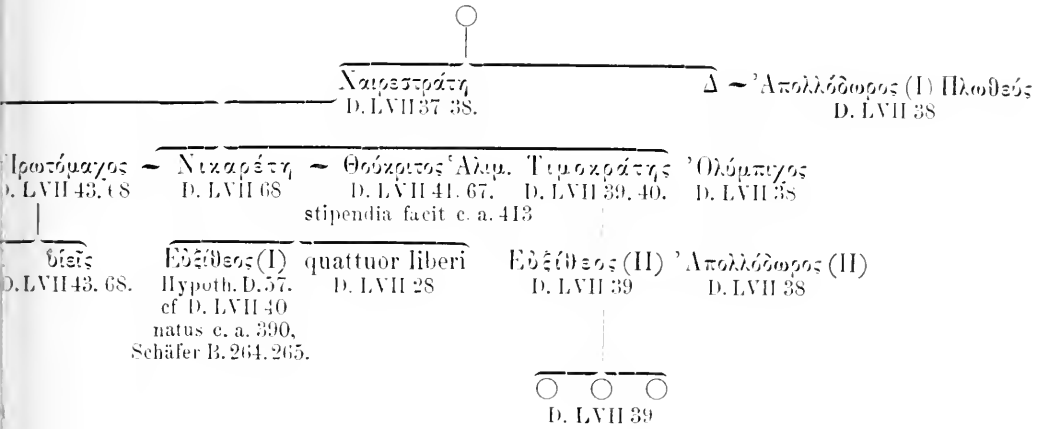 Χαιρεστράτη Δ ~ Ἀπολλόδωρος (I) Πλωθεύς
D. LVII 37 38. D. LVII 38
Πρωτόμαχος ~ Νικαρέτη ~ Θούκριτος Ἁλιμ. Τιμοκράτης Ὀλύμπιχος
D. LVII 43. 68 D. LVII 68 D. LVII 41. 67. D. LVII 39. 40. D. LVII 38
stipendia facit c. a. 413
υἱεῖς Εὐξίθεος (I) quattuor liberi Εὐξίθεος (II) Ἀπολλόδωρος (II)
D. LVII 43. 68. Hypoth. D. 57. D. LVII 28 D. LVII 39 D. LVII 38
cf D. LVII 40
natus c. a. 390,
Schäfer B. 264. 265.
D. LVII 39